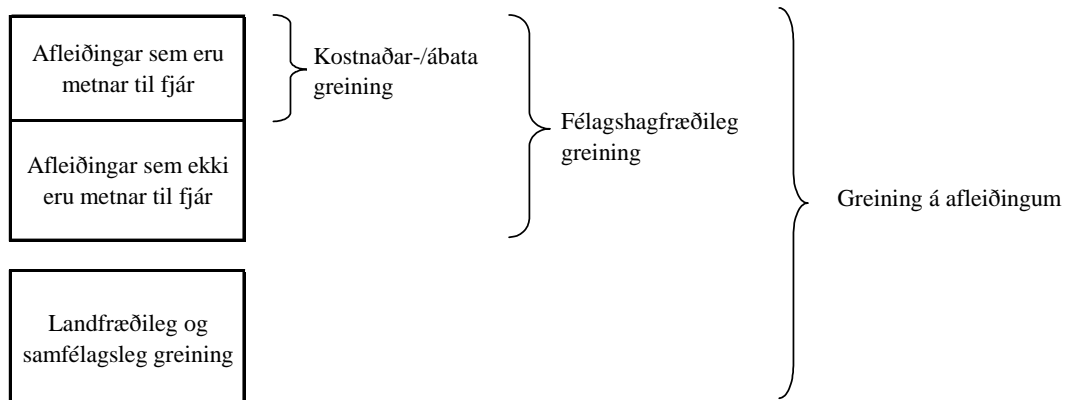 Afleiðingar sem eru
metnar til fjár
Kostnaðar-/ábata
greining
Afleiðingar sem ekki
eru metnar til fjár
Félagshagfræðileg
greining
Greining á afleiðingum
Landfræðileg og
samfélagsleg greining